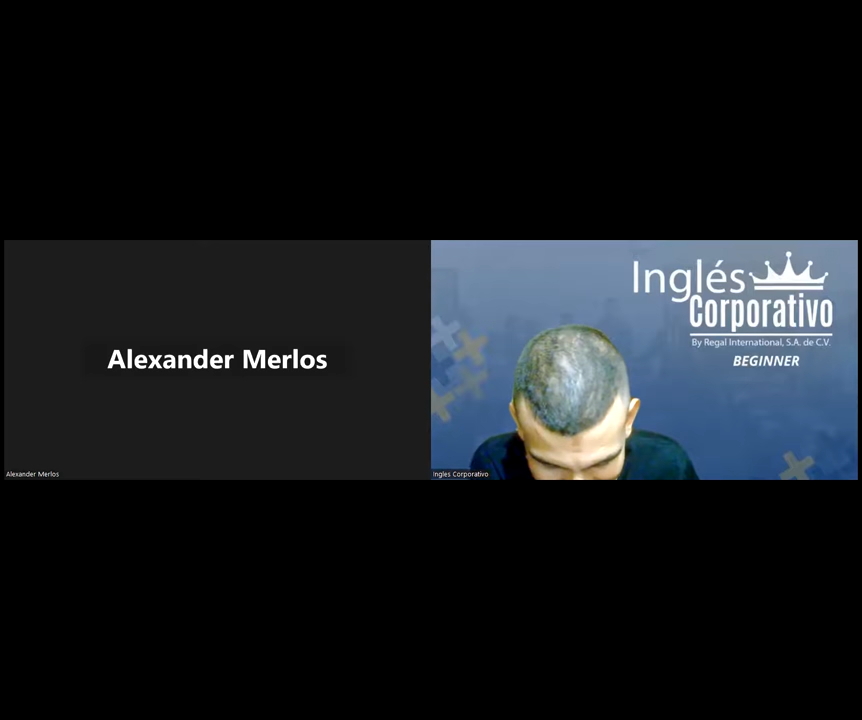 Alexander Merlos
Alexander Merlos
Inglés
Corporativo
By Regal International, S.A. de C.V.
BEGINNER
Ingles Corporativo